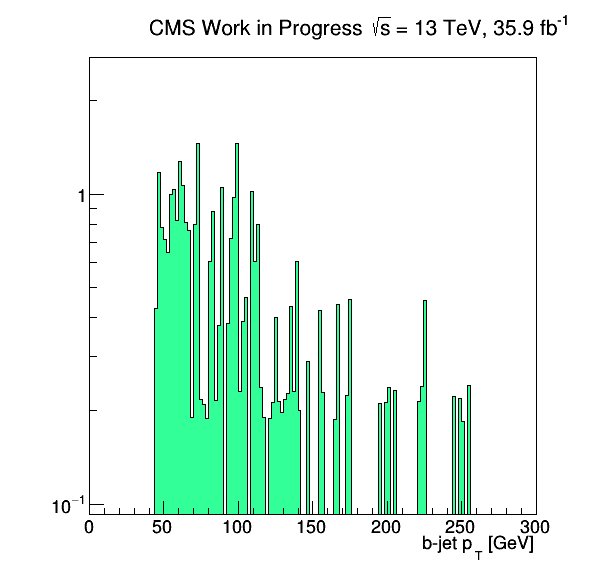 CMS Work in Progress √s = 13 TeV, 35.9 fb⁻¹
1
10⁻¹
0 50 100 150 200 250 300
b-jet p_T [GeV]